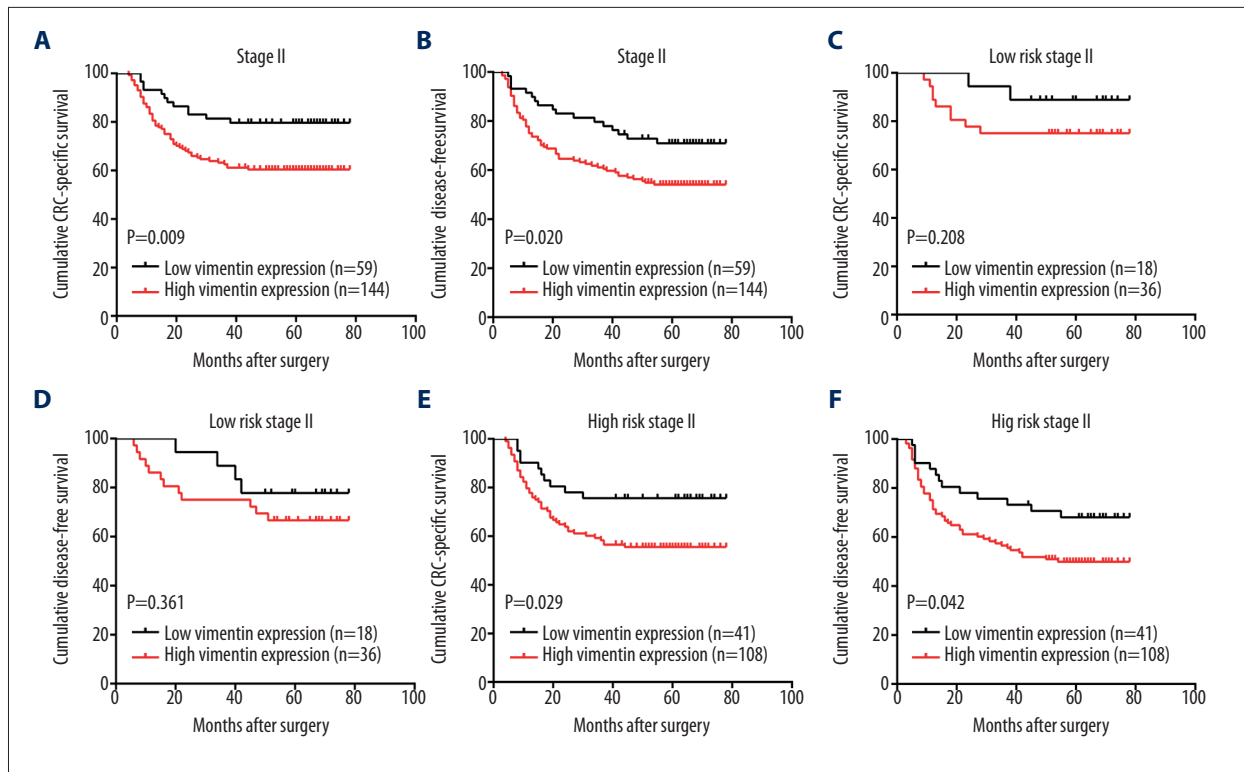 A
Stage II
Cumulative CRC-specific survival
100
80
60
40
20
0
P=0.009
Low vimentin expression (n=59)
High vimentin expression (n=144)
0 20 40 60 80 100
Months after surgery
B
Stage II
Cumulative disease-freesurvival
100
80
60
40
20
0
P=0.020
Low vimentin expression (n=59)
High vimentin expression (n=144)
0 20 40 60 80 100
Months after surgery
C
Low risk stage II
Cumulative CRC-specific survival
100
80
60
40
20
0
P=0.208
Low vimentin expression (n=18)
High vimentin expression (n=36)
0 20 40 60 80 100
Months after surgery
D
Low risk stage II
Cumulative disease-free survival
100
80
60
40
20
0
P=0.361
Low vimentin expression (n=18)
High vimentin expression (n=36)
0 20 40 60 80 100
Months after surgery
E
High risk stage II
Cumulative CRC-specific survival
100
80
60
40
20
0
P=0.029
Low vimentin expression (n=41)
High vimentin expression (n=108)
0 20 40 60 80 100
Months after surgery
F
Hig risk stage II
Cumulative disease-free survival
100
80
60
40
20
0
P=0.042
Low vimentin expression (n=41)
High vimentin expression (n=108)
0 20 40 60 80 100
Months after surgery